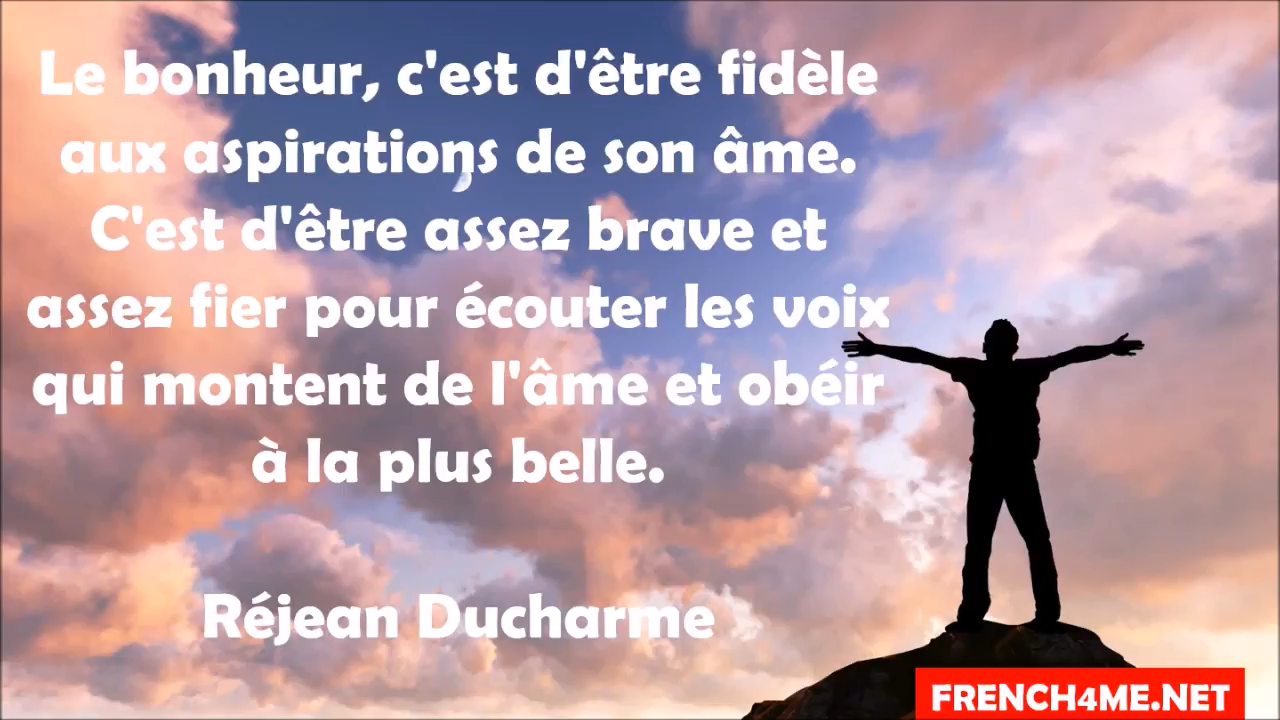 Le bonheur, c'est d'être fidèle
aux aspirations de son âme.
C'est d'être assez brave et
assez fier pour écouter les voix
qui montent de l'âme et obéir
à la plus belle.
Réjean Ducharme
FRENCH4ME.NET